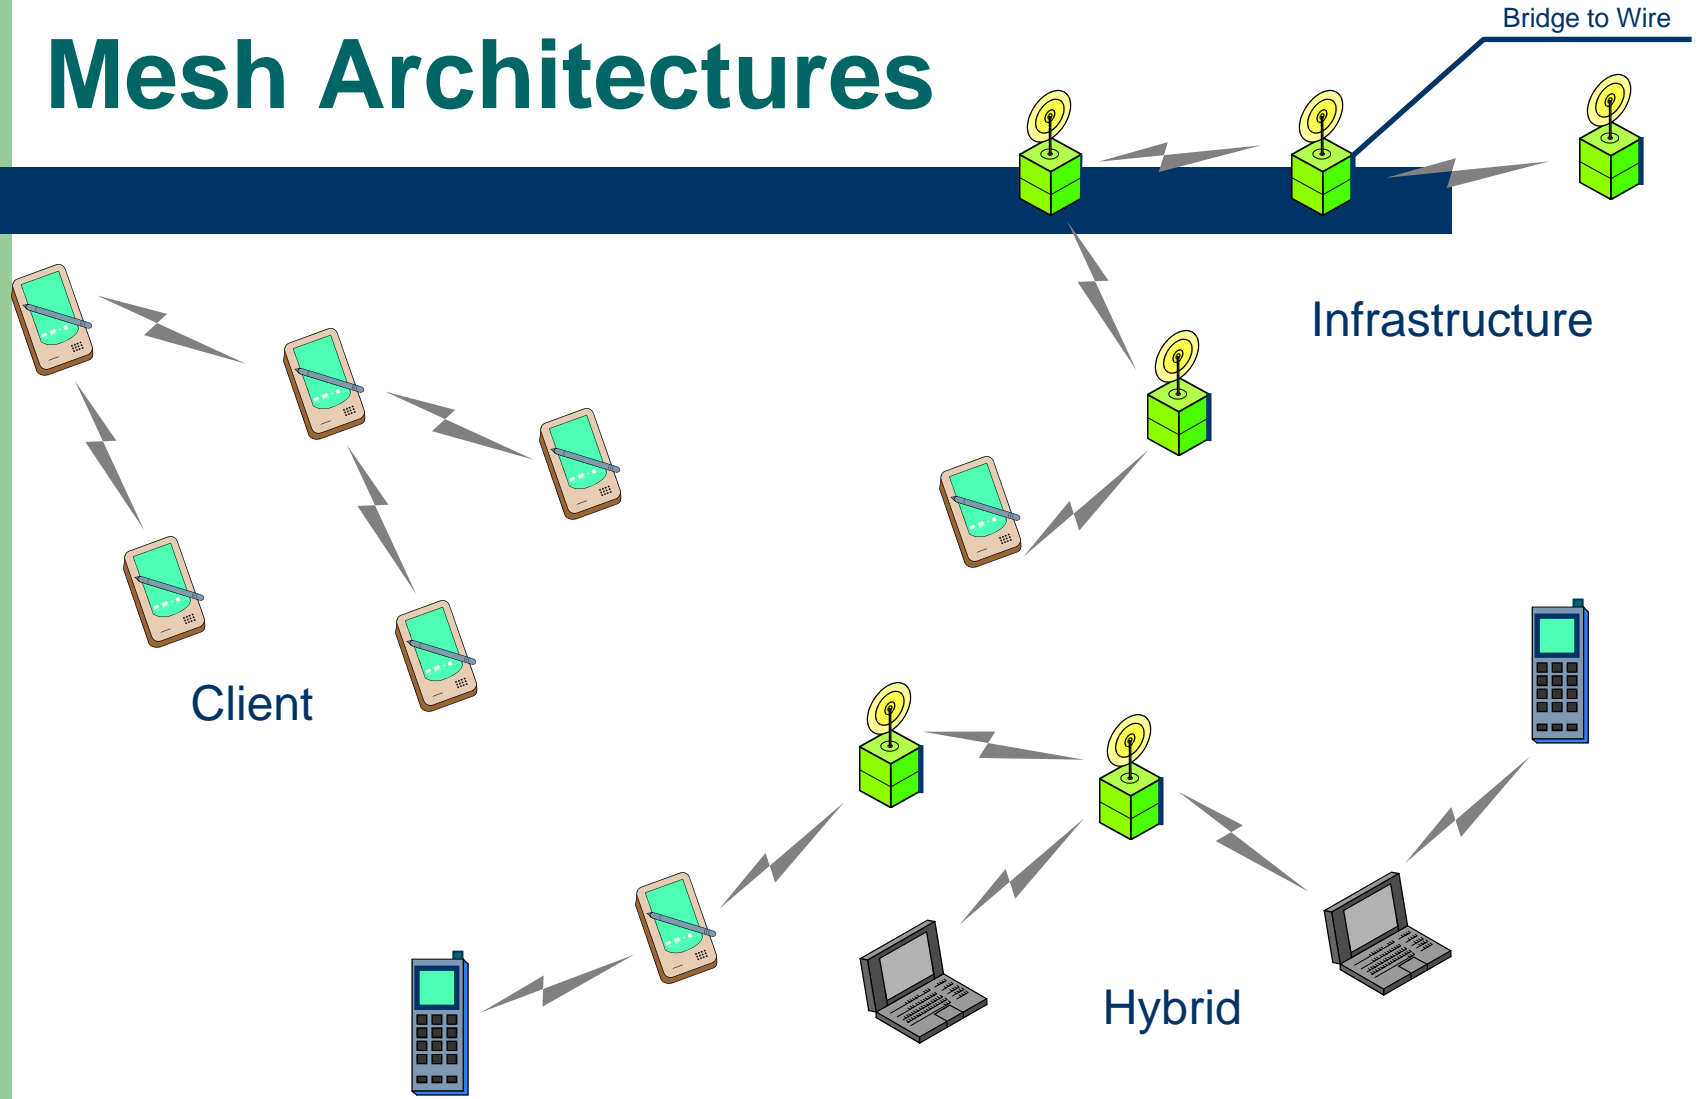 Bridge to Wire
Mesh Architectures
Infrastructure
Client
Hybrid